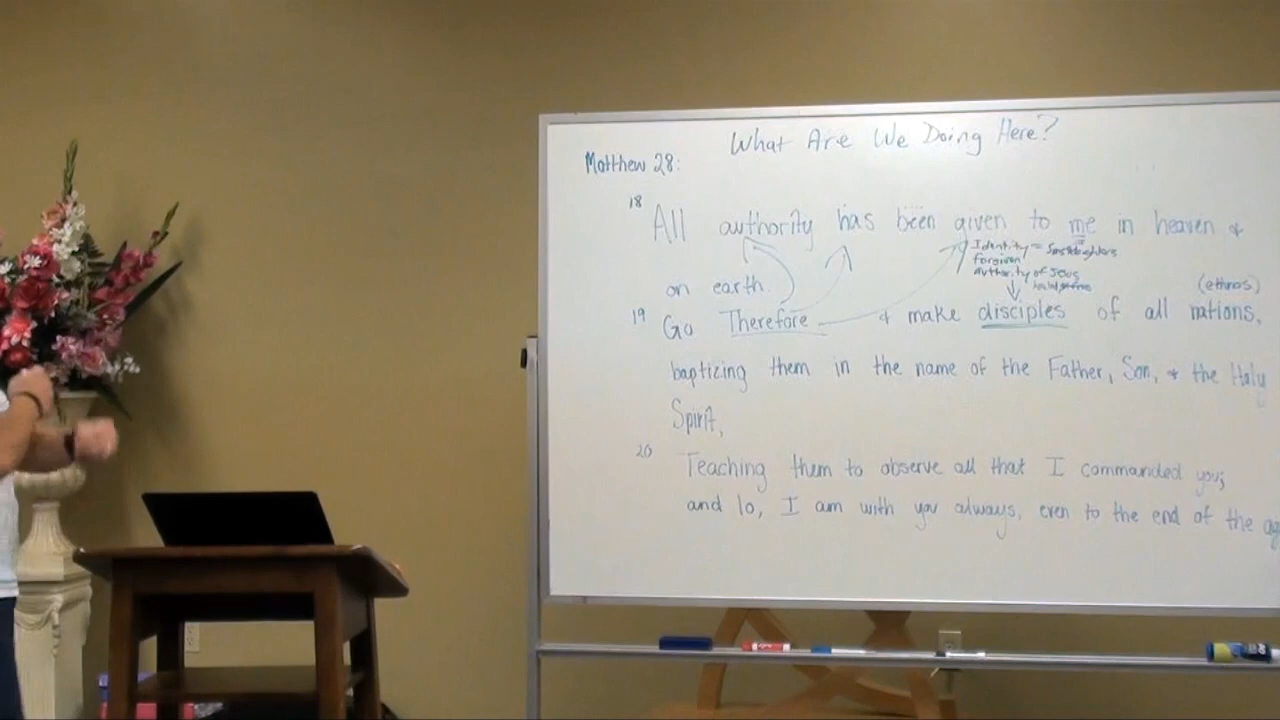 What Are We Doing Here?
Matthew 28:
18 All authority has been given to me in heaven &
Identity = Sons/daughters
forgiven
authority of Jesus
on earth.
(ethnos)
19 Go Therefore & make disciples of all nations,
baptizing them in the name of the Father, Son, & the Holy
Spirit,
20 Teaching them to observe all that I commanded you;
and lo, I am with you always, even to the end of the ag